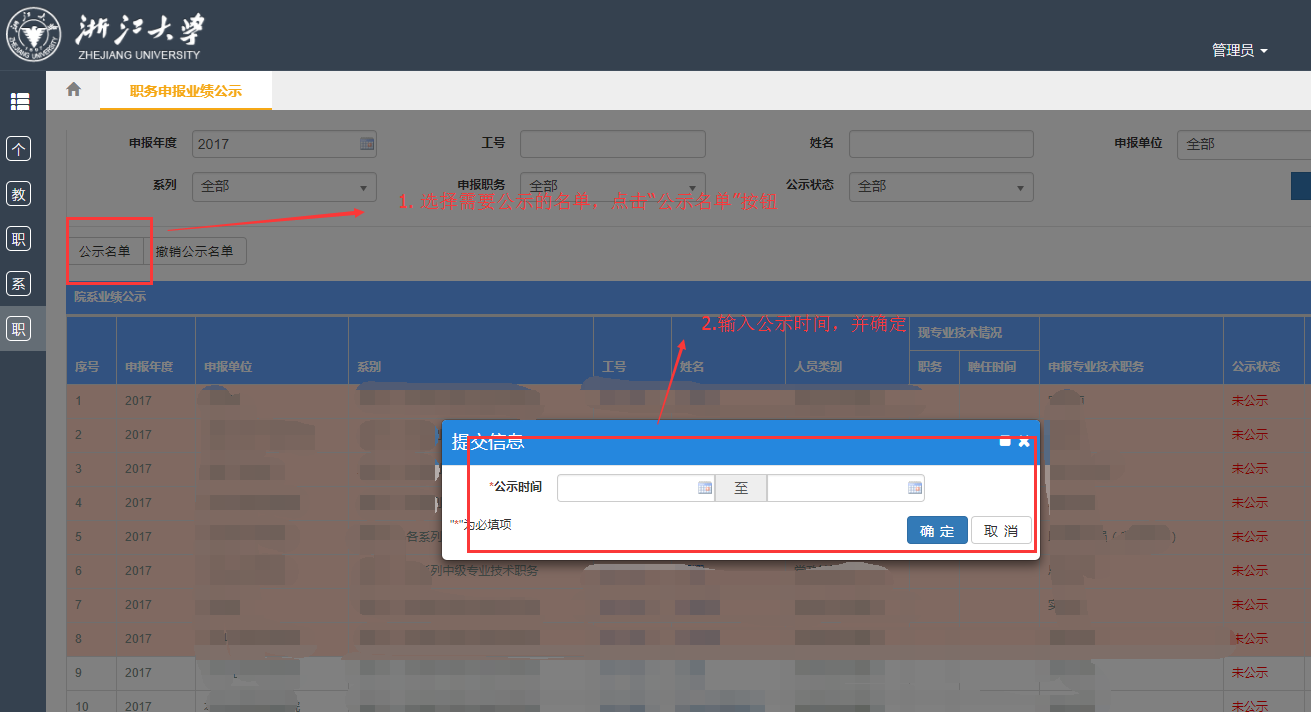 浙江大学
ZHEJIANG UNIVERSITY
管理员
职务申报业绩公示
个
教
职
系
职
申报年度 2017 工号 姓名 申报单位 全部
系列 全部 申报职务 全部 公示状态 全部
1. 选择需要公示的名单，点击“公示名单”按钮
公示名单 撤销公示名单
院系业绩公示
2.输入公示时间，并确定
现专业技术情况
序号 申报年度 申报单位 系别 工号 姓名 人员类别 职务 聘任时间 申报专业技术职务 公示状态
1 2017 未公示
2 2017 未公示
3 2017 未公示
4 2017 未公示
5 2017 各系列 未公示
6 2017 系列中级专业技术职务 未公示
7 2017 未公示
8 2017 未公示
9 2017 未公示
10 2017 未公示
提交信息
*公示时间 至
"*"为必填项
确 定 取 消